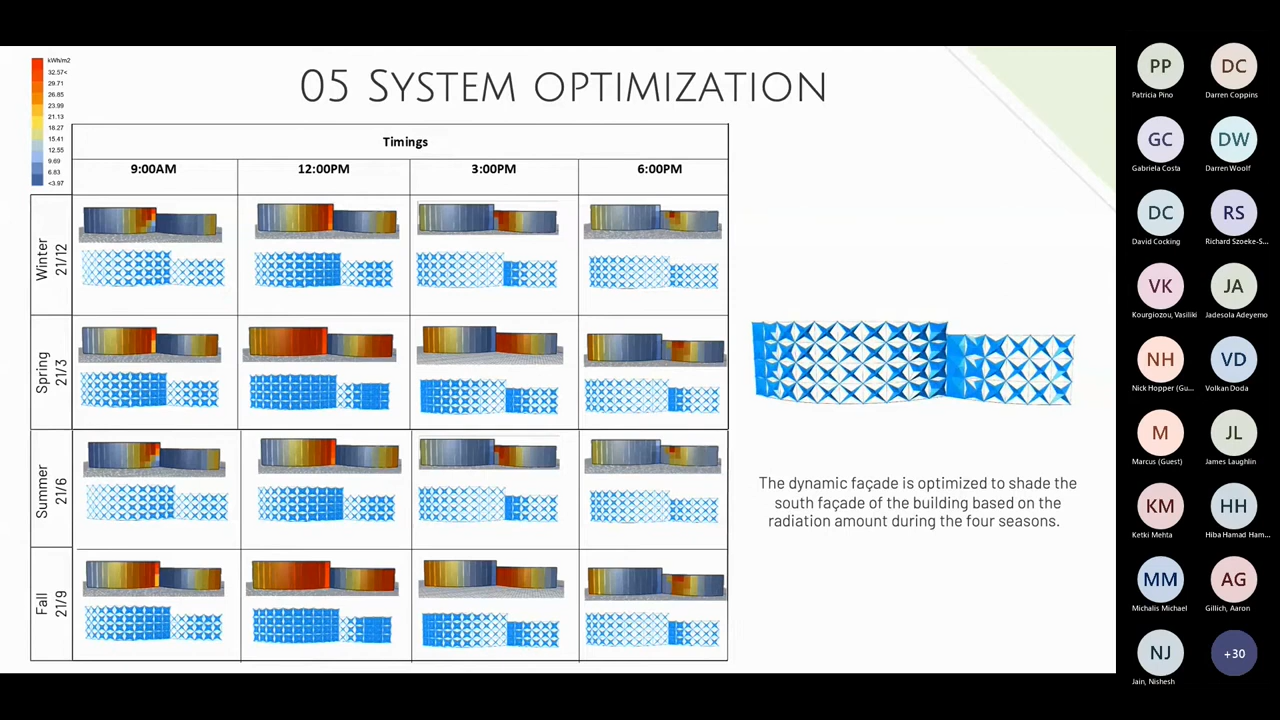 05 System optimization
kWh/m2
32.57<
29.71
26.85
23.99
21.13
18.27
15.41
12.55
9.69
6.83
<3.97
Timings
9:00AM 12:00PM 3:00PM 6:00PM
Winter
21/12
Spring
21/3
Summer
21/6
Fall
21/9
The dynamic façade is optimized to shade the
south façade of the building based on the
radiation amount during the four seasons.
PP DC
Patricia Pino Darren Coppins
GC DW
Gabriela Costa Darren Woolf
DC RS
David Cocking Richard Szoeke-S...
VK JA
Kourgiozou, Vasiliki Jadesola Adeyemo
NH VD
Nick Hopper (Gu... Volkan Doda
M JL
Marcus (Guest) James Laughlin
KM HH
Ketki Mehta Hiba Hamad Ham...
MM AG
Michalis Michael Gillich, Aaron
NJ +30
Jain, Nishesh